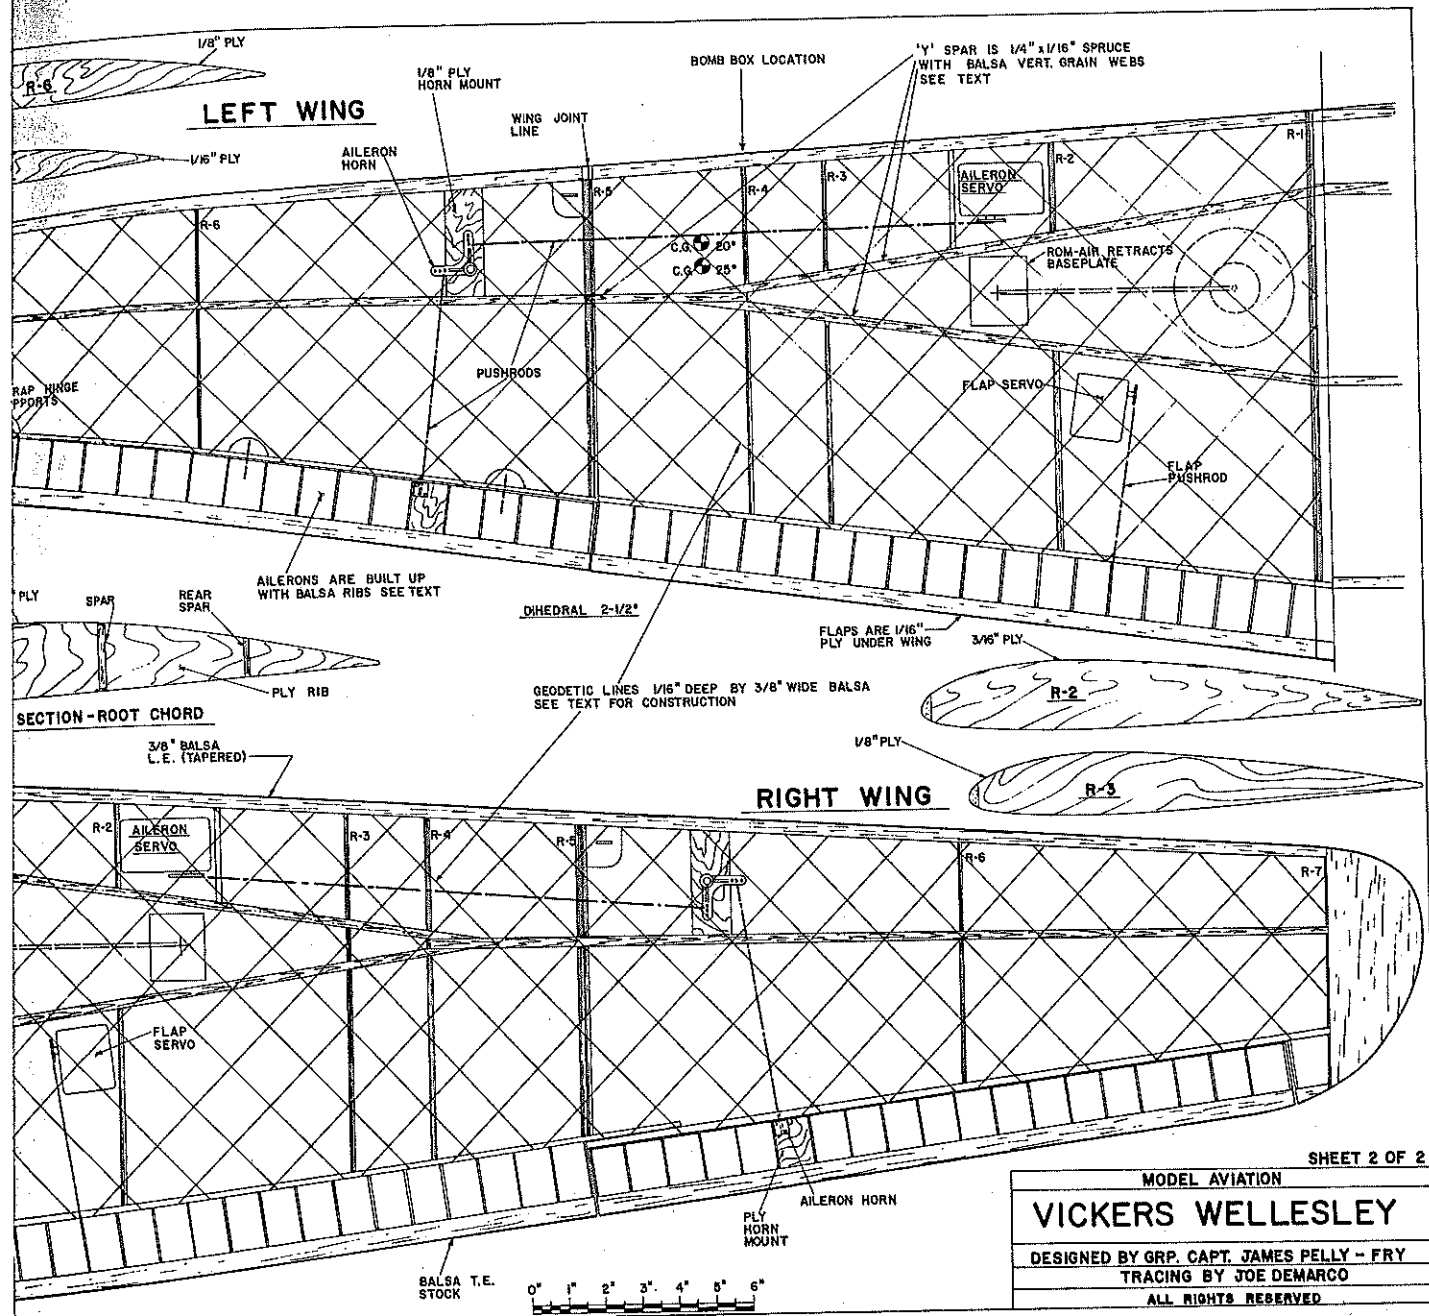 1/8" PLY
R-6
LEFT WING
1/16" PLY
1/8" PLY
HORN MOUNT
AILERON
HORN
WING JOINT
LINE
BOMB BOX LOCATION
'Y' SPAR IS 1/4" x 1/16" SPRUCE
WITH BALSA VERT. GRAIN WEBS
SEE TEXT
R-6
R-5
R-4
R-3
AILERON
SERVO
R-2
R-1
C.G. 20°
C.G. 25°
ROM-AIR RETRACTS
BASEPLATE
PUSHRODS
FLAP SERVO
FLAP
PUSHROD
RAP HINGE
PPORTS
AILERONS ARE BUILT UP
WITH BALSA RIBS SEE TEXT
DIHEDRAL 2-1/2°
FLAPS ARE 1/16"
PLY UNDER WING
3/16" PLY
R-2
" PLY
SPAR
REAR
SPAR
PLY RIB
SECTION-ROOT CHORD
GEODETIC LINES 1/16" DEEP BY 3/8" WIDE BALSA
SEE TEXT FOR CONSTRUCTION
3/8" BALSA
L.E. (TAPERED)
1/8" PLY
RIGHT WING
R-3
R-2
AILERON
SERVO
R-3
R-4
R-5
R-6
R-7
FLAP
SERVO
AILERON HORN
PLY
HORN
MOUNT
BALSA T.E.
STOCK
0" 1" 2" 3" 4" 5" 6"
SHEET 2 OF 2
MODEL AVIATION
VICKERS WELLESLEY
DESIGNED BY GRP. CAPT. JAMES PELLY - FRY
TRACING BY JOE DEMARCO
ALL RIGHTS RESERVED